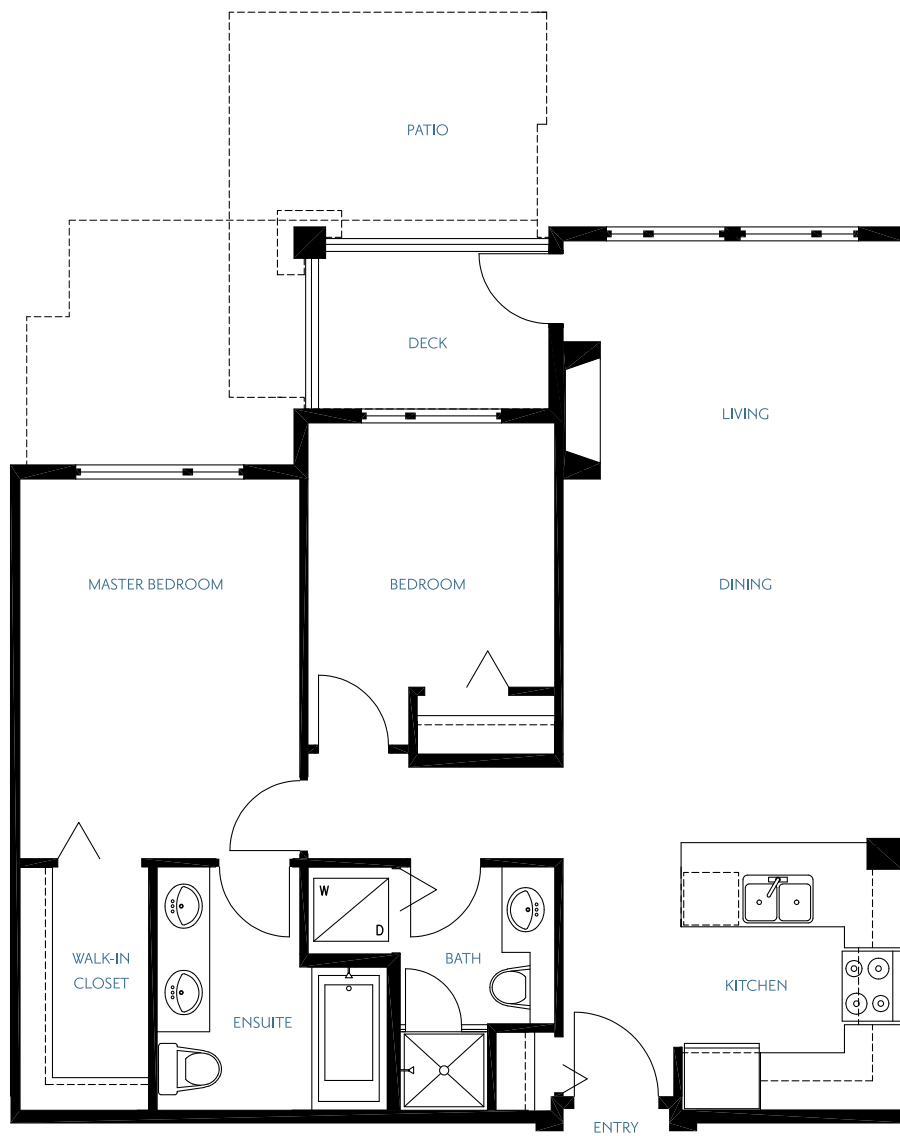 PATIO
DECK
LIVING
MASTER BEDROOM
BEDROOM
DINING
W
D
WALK-IN
CLOSET
BATH
ENSUITE
KITCHEN
ENTRY